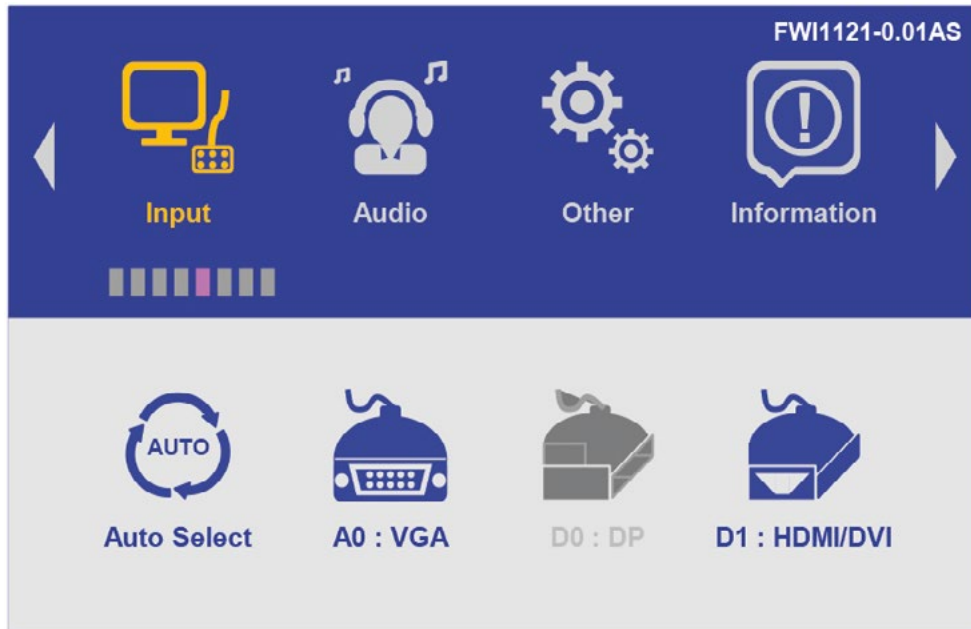 FWI1121-0.01AS
Input Audio Other Information
AUTO
Auto Select A0 : VGA D0 : DP D1 : HDMI/DVI